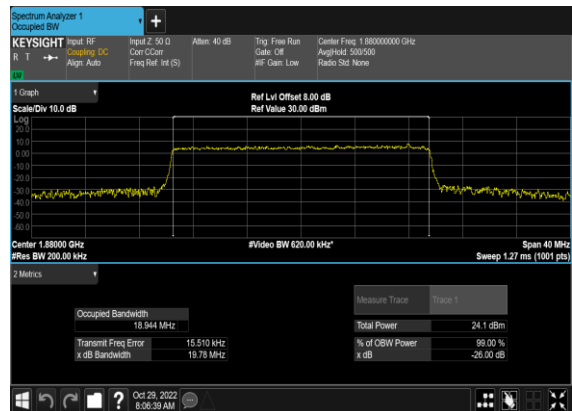 Spectrum Analyzer 1
Occupied BW
KEYSIGHT Input: RF Input Z: 50 Ω Atten: 40 dB Trig: Free Run Center Freq: 1.880000000 GHz
R T Coupling: DC Corr CCorr Gate: Off Avg|Hold: 500/500
Align: Auto Freq Ref: Int (S) #IF Gain: Low Radio Std: None
LW
1 Graph
Ref Lvl Offset 8.00 dB
Scale/Div 10.0 dB Ref Value 30.00 dBm
Log
20.0
10.0
0.00
-10.0
-20.0
-30.0
-40.0
-50.0
-60.0
Center 1.88000 GHz #Video BW 620.00 kHz* Span 40 MHz
#Res BW 200.00 kHz Sweep 1.27 ms (1001 pts)
2 Metrics
Measure Trace Trace 1
Occupied Bandwidth
18.944 MHz Total Power 24.1 dBm
Transmit Freq Error 15.510 kHz % of OBW Power 99.00 %
x dB Bandwidth 19.78 MHz x dB -26.00 dB
? Oct 29, 2022
8:06:39 AM